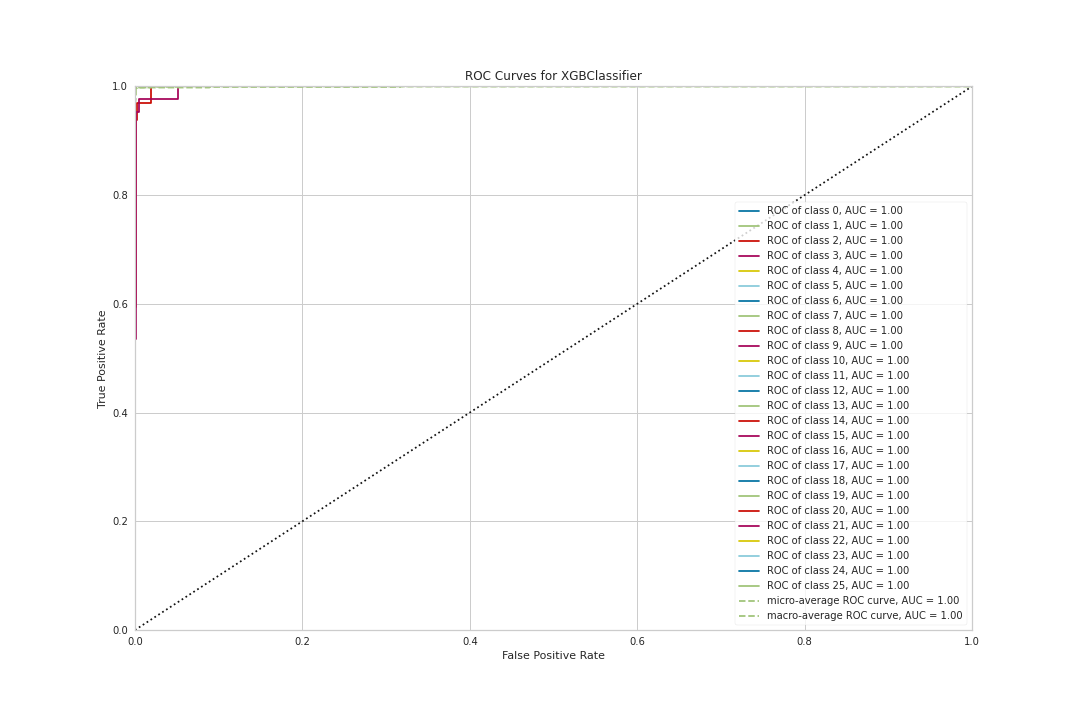 ROC Curves for XGBClassifier
1.0
0.8
0.6
0.4
0.2
0.0
True Positive Rate
ROC of class 0, AUC = 1.00
ROC of class 1, AUC = 1.00
ROC of class 2, AUC = 1.00
ROC of class 3, AUC = 1.00
ROC of class 4, AUC = 1.00
ROC of class 5, AUC = 1.00
ROC of class 6, AUC = 1.00
ROC of class 7, AUC = 1.00
ROC of class 8, AUC = 1.00
ROC of class 9, AUC = 1.00
ROC of class 10, AUC = 1.00
ROC of class 11, AUC = 1.00
ROC of class 12, AUC = 1.00
ROC of class 13, AUC = 1.00
ROC of class 14, AUC = 1.00
ROC of class 15, AUC = 1.00
ROC of class 16, AUC = 1.00
ROC of class 17, AUC = 1.00
ROC of class 18, AUC = 1.00
ROC of class 19, AUC = 1.00
ROC of class 20, AUC = 1.00
ROC of class 21, AUC = 1.00
ROC of class 22, AUC = 1.00
ROC of class 23, AUC = 1.00
ROC of class 24, AUC = 1.00
ROC of class 25, AUC = 1.00
micro-average ROC curve, AUC = 1.00
macro-average ROC curve, AUC = 1.00
0.0 0.2 0.4 0.6 0.8 1.0
False Positive Rate